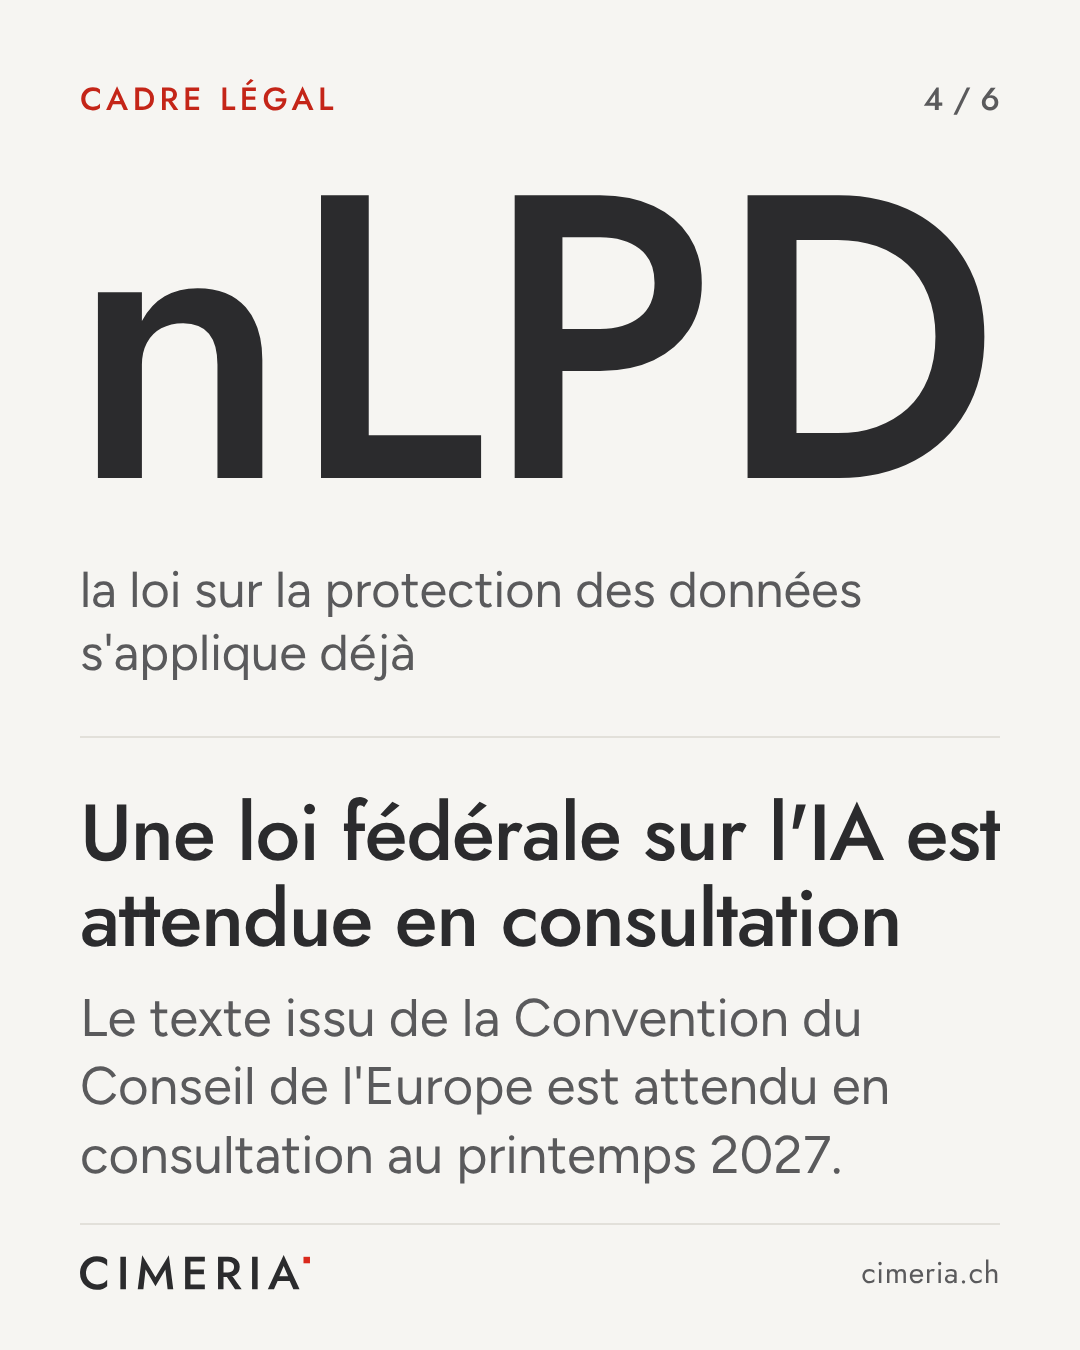 CADRE LÉGAL
4 / 6
nLPD
la loi sur la protection des données
s'applique déjà
Une loi fédérale sur l'IA est
attendue en consultation
Le texte issu de la Convention du
Conseil de l'Europe est attendu en
consultation au printemps 2027.
CIMERIA
cimeria.ch